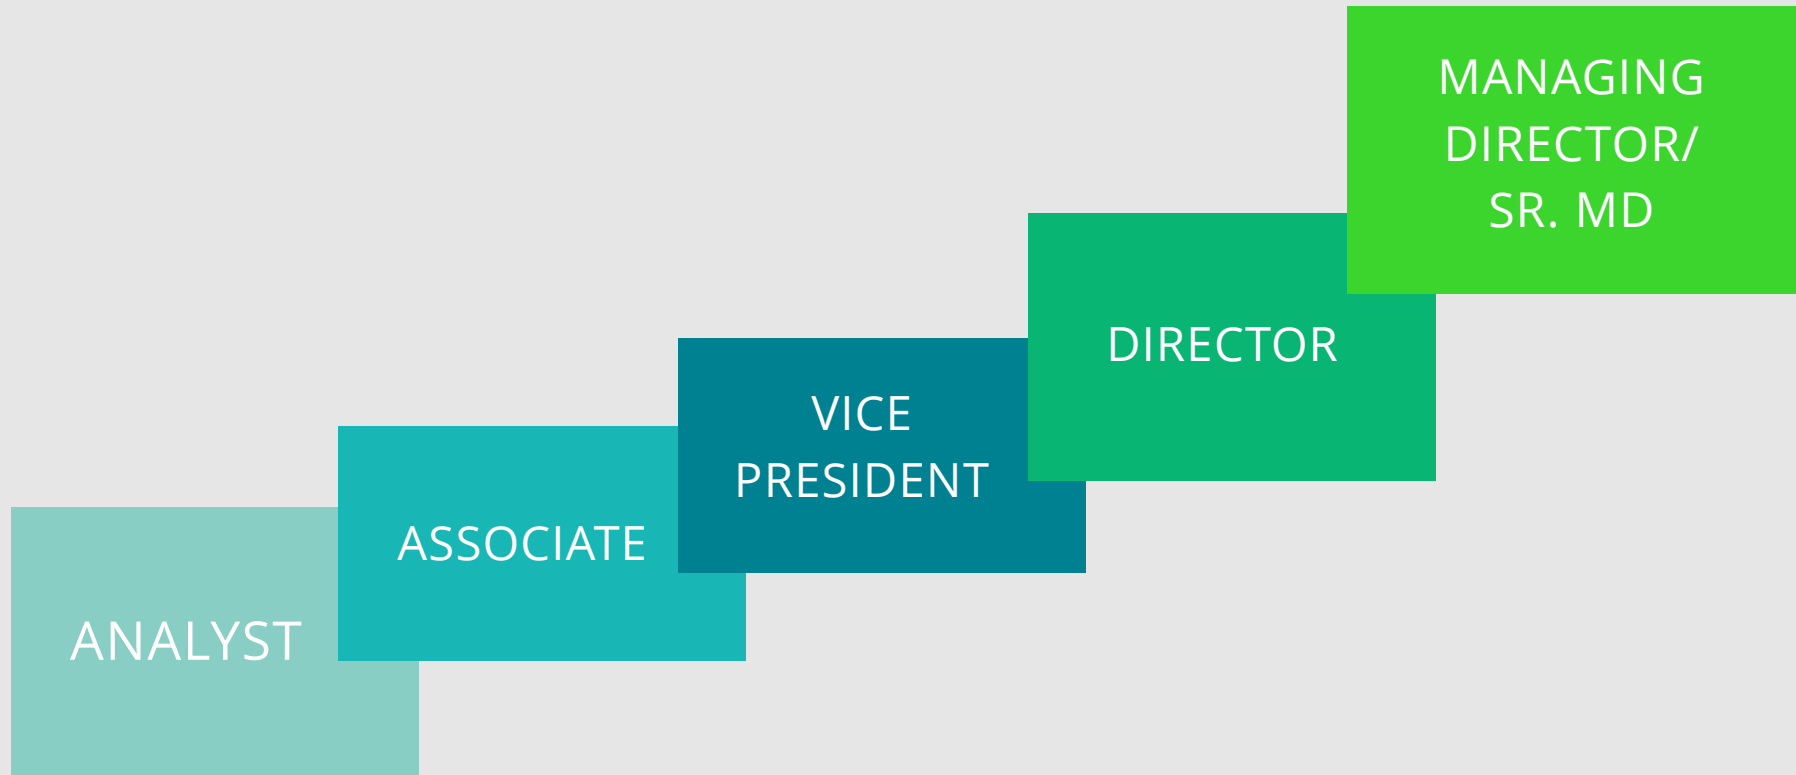 ANALYST
ASSOCIATE
VICE
PRESIDENT
DIRECTOR
MANAGING
DIRECTOR/
SR. MD